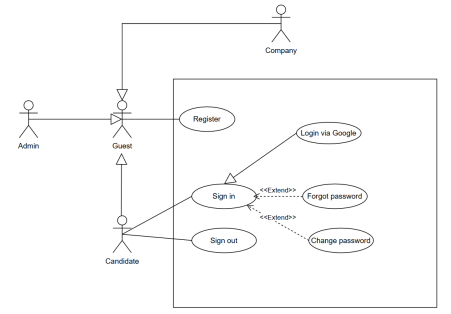 Company
Register
Login via Google
Admin
Guest
<<Extend>>
Sign in
Forgot password
<<Extend>>
Sign out
Change password
Candidate